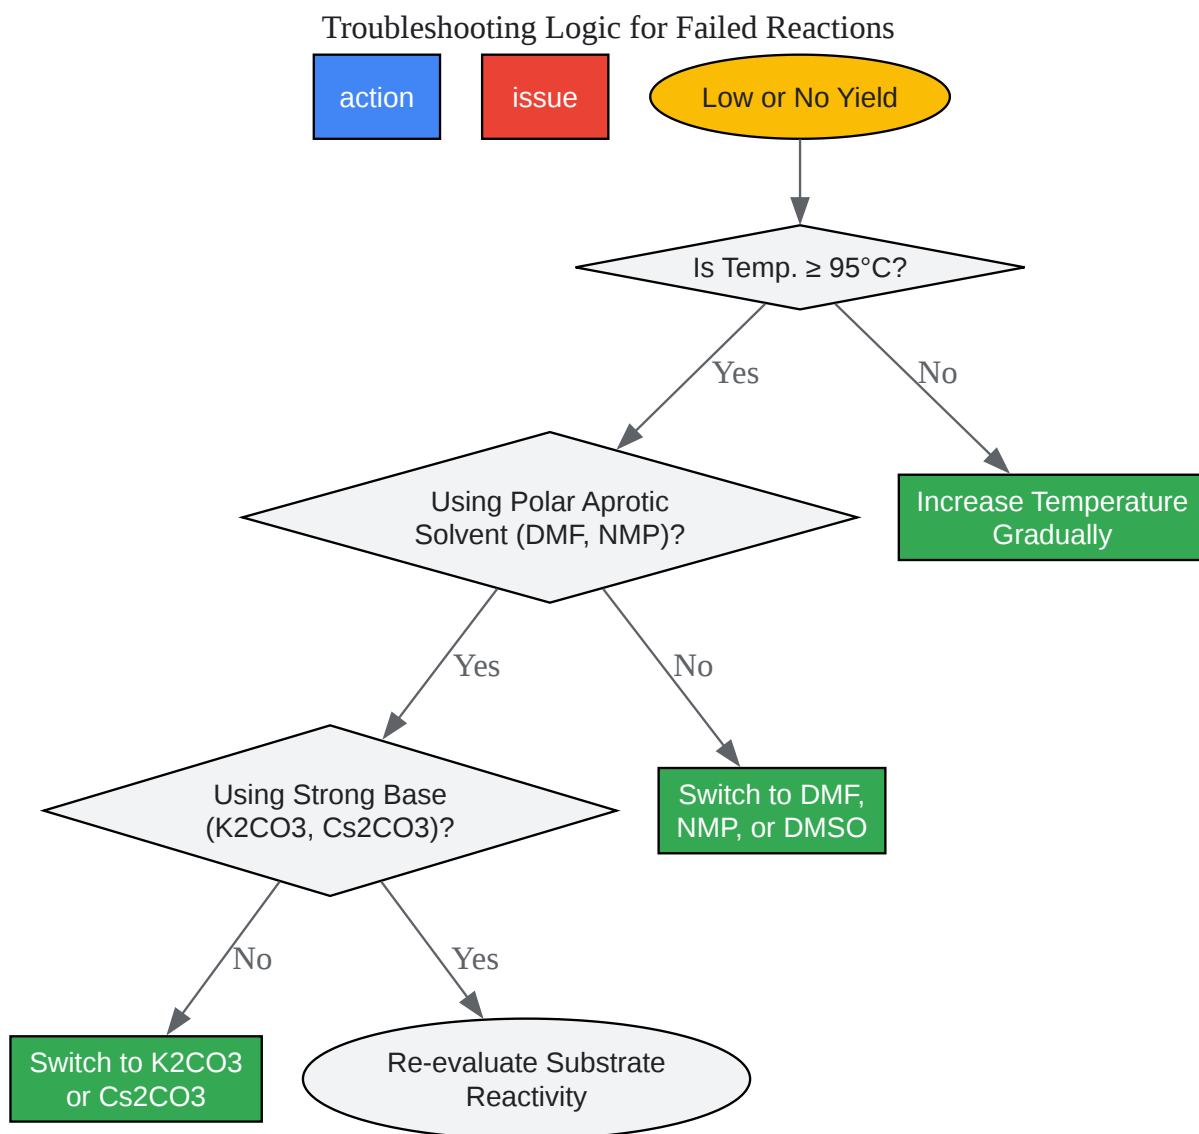 Troubleshooting Logic for Failed Reactions
action
issue
Low or No Yield
Is Temp. ≥ 95°C?
Yes
No
Using Polar Aprotic
Solvent (DMF, NMP)?
Increase Temperature
Gradually
Yes
No
Using Strong Base
(K2CO3, Cs2CO3)?
Switch to DMF,
NMP, or DMSO
No
Yes
Switch to K2CO3
or Cs2CO3
Re-evaluate Substrate
Reactivity